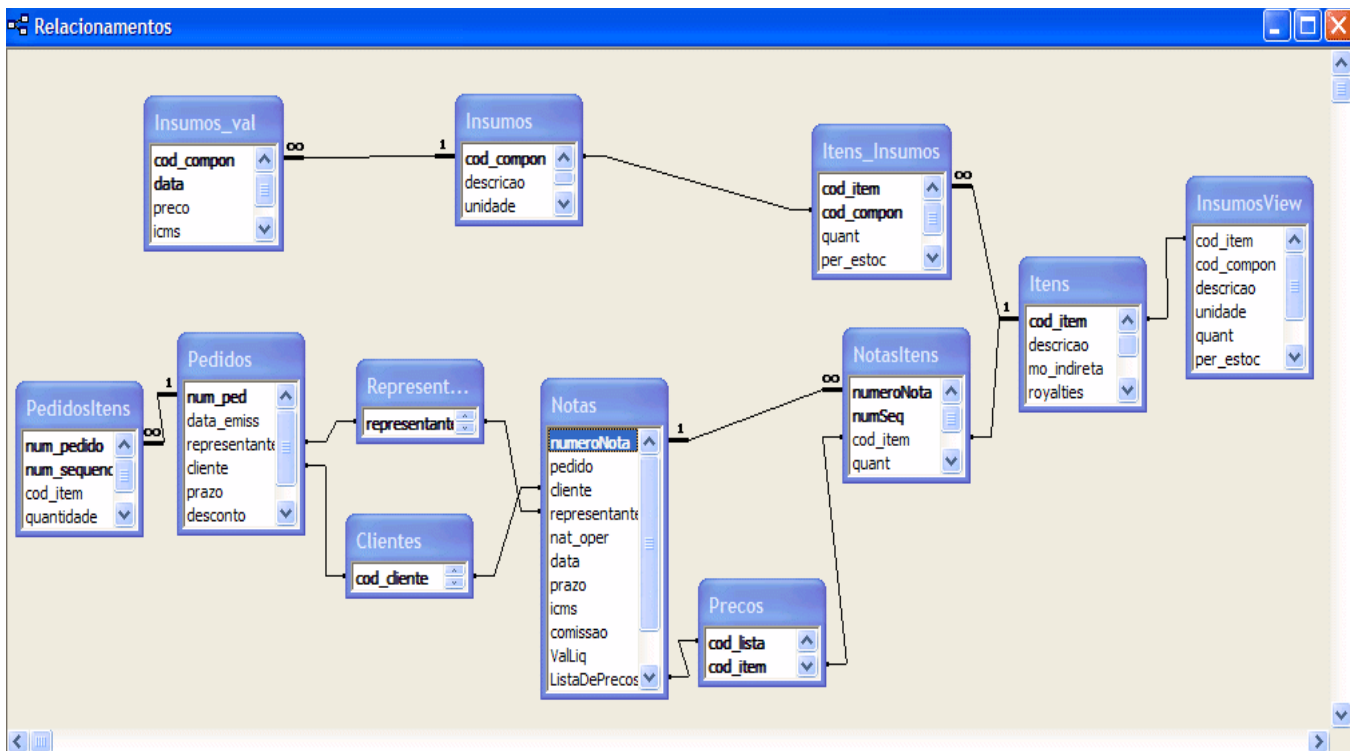 Relacionamentos
Insumos_val
cod_compon
data
preco
icms
∞
1
Insumos
cod_compon
descricao
unidade
Itens_Insumos
cod_item
cod_compon
quant
per_estoc
∞
1
InsumosView
cod_item
cod_compon
descricao
unidade
quant
per_estoc
Itens
cod_item
descricao
mo_indireta
royalties
PedidosItens
num_pedido
num_sequenc
cod_item
quantidade
∞
1
Pedidos
num_ped
data_emiss
representante
cliente
prazo
desconto
Represent...
representante
Clientes
cod_cliente
Notas
numeroNota
pedido
cliente
representante
nat_oper
data
prazo
icms
comissao
ValLiq
ListaDePrecos
1
∞
NotasItens
numeroNota
numSeq
cod_item
quant
Precos
cod_lista
cod_item